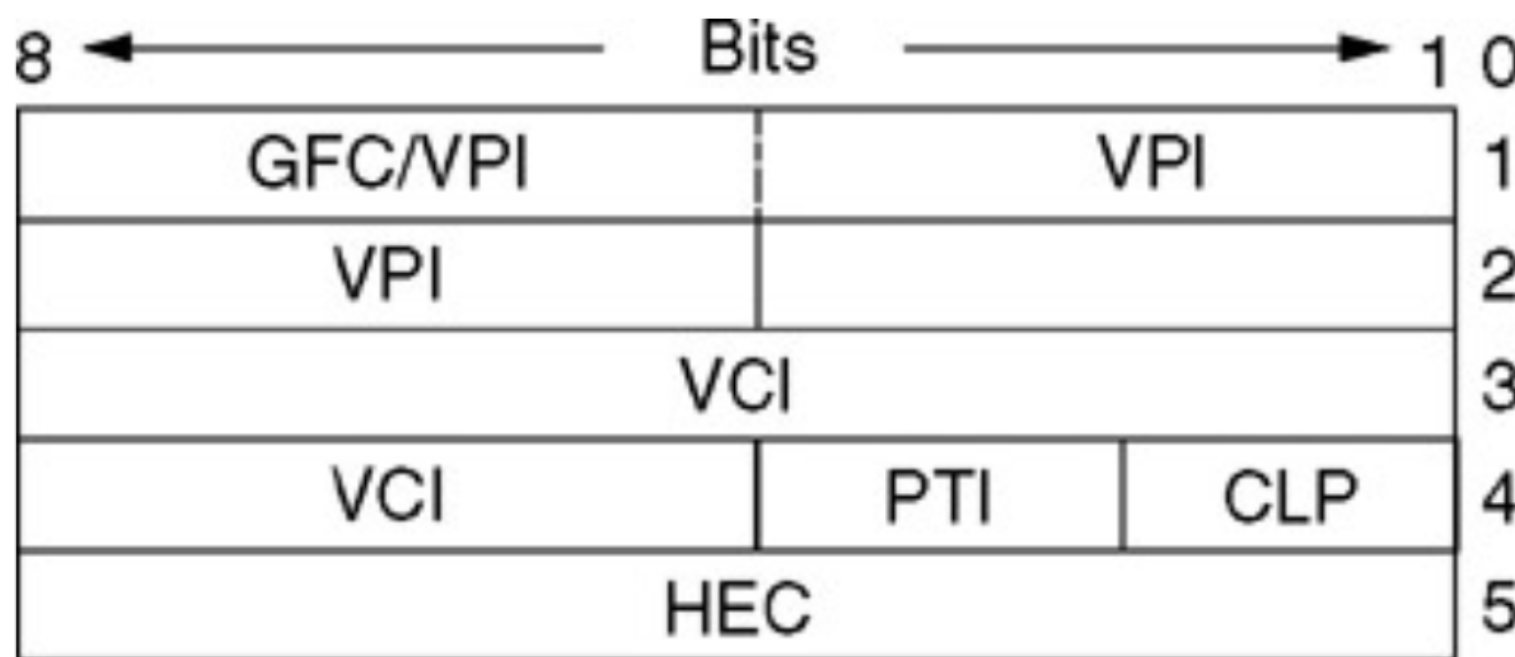 8 Bits 1 0
GFC/VPI VPI 1
VPI 2
VCI 3
VCI PTI CLP 4
HEC 5